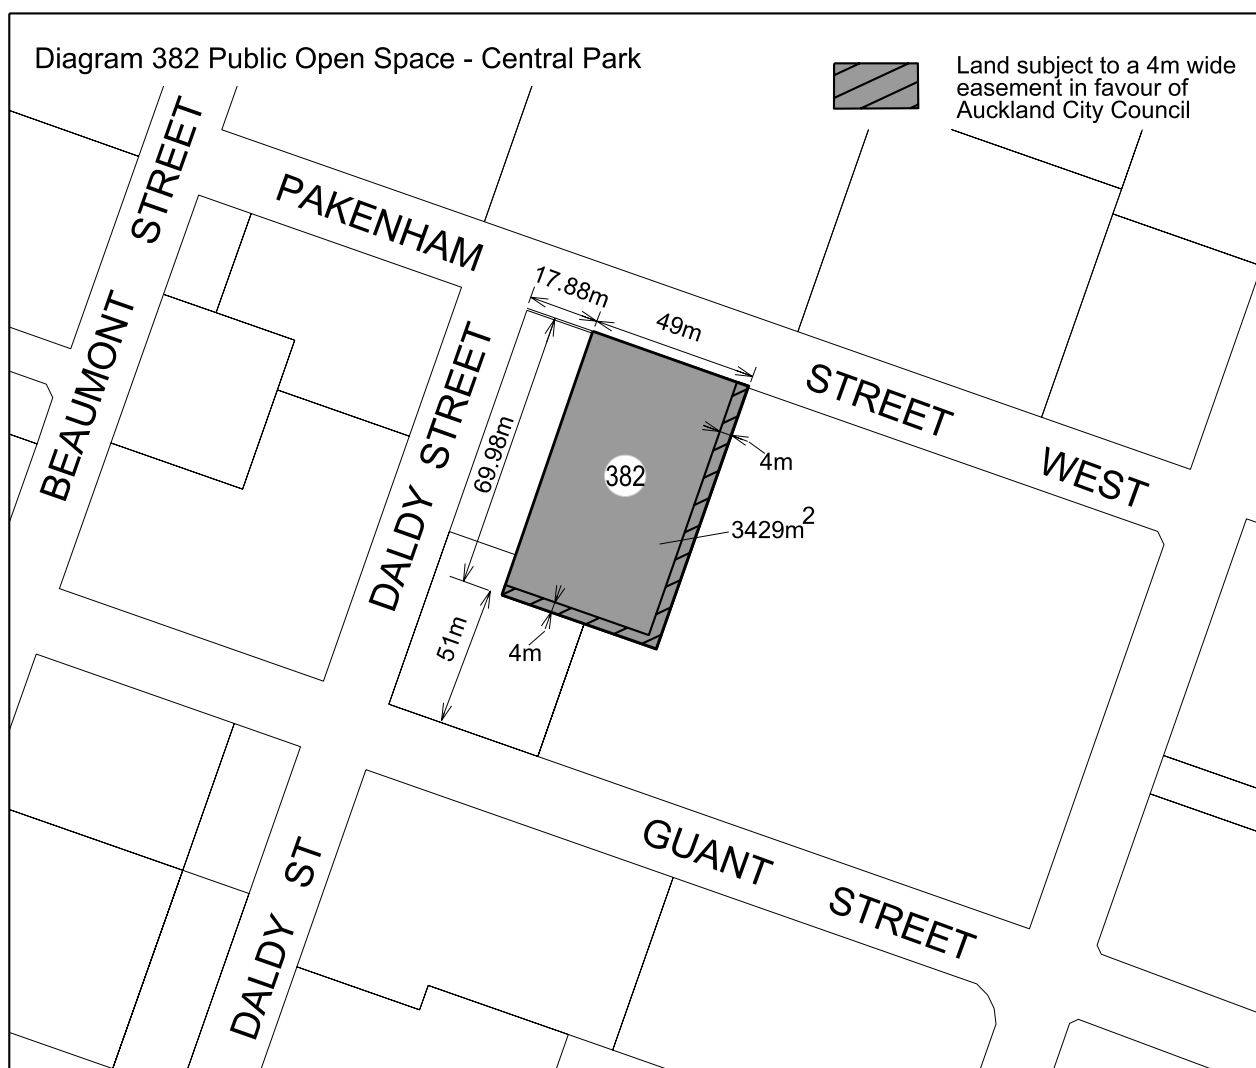 Diagram 382 Public Open Space - Central Park
Land subject to a 4m wide
easement in favour of
Auckland City Council
BEAUMONT STREET
PAKENHAM STREET WEST
DALDY STREET
17.88m
49m
69.98m
4m
382
3429m²
51m
4m
GUANT STREET
DALDY ST